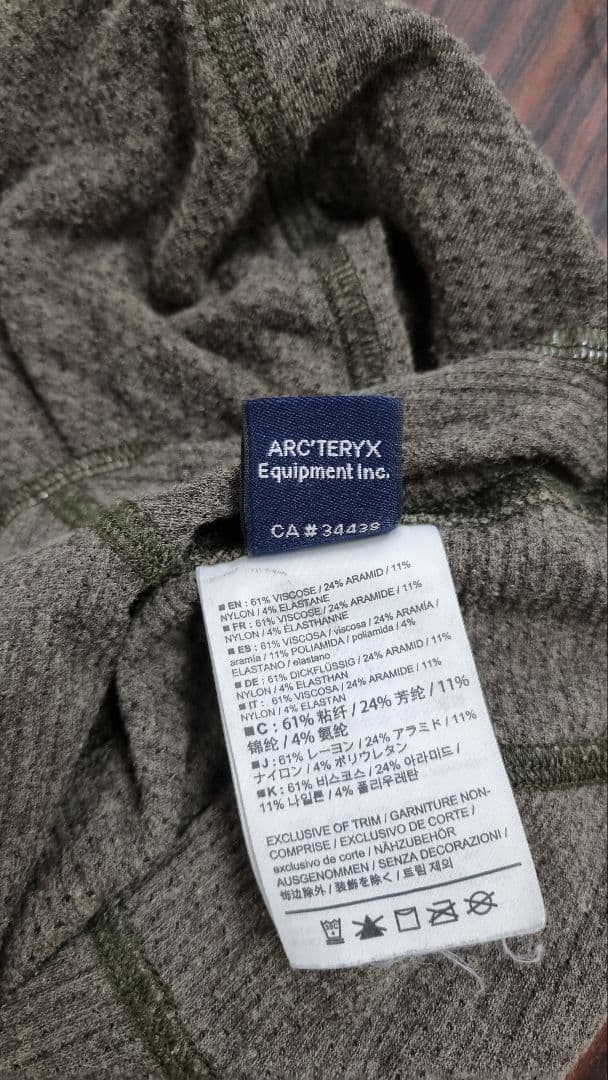 ARC'TERYX
Equipment Inc.
CA # 34439
■ EN : 61% VISCOSE / 24% ARAMID / 11%
NYLON / 4% ELASTANE
■ FR : 61% VISCOSE / 24% ARAMIDE / 11%
NYLON / 4% ÉLASTHANNE
■ ES : 61% VISCOSA / viscosa / 24% ARAMÍA /
aramía / 11% POLIAMIDA / poliamida / 4%
ELASTANO / elastano
■ DE : 61% DICKFLÜSSIG / 24% ARAMID / 11%
NYLON / 4% ELASTHAN
■ IT : 61% VISCOSA / 24% ARAMIDE / 11%
NYLON / 4% ELASTAN
■ C : 61% 粘纤 / 24% 芳纶 / 11%
锦纶 / 4% 氨纶
■ J : 61% レーヨン / 24% アラミド / 11%
ナイロン / 4% ポリウレタン
■ K : 61% 비스코스 / 24% 아라미드 /
11% 나일론 / 4% 폴리우레탄
EXCLUSIVE OF TRIM / GARNITURE NON-
COMPRISE / EXCLUSIVO DE CORTE /
exclusivo de corte / NÄHZUBEHÖR
AUSGENOMMEN / SENZA DECORAZIONI /
饰边除外 / 装飾を除く / 트림 제외